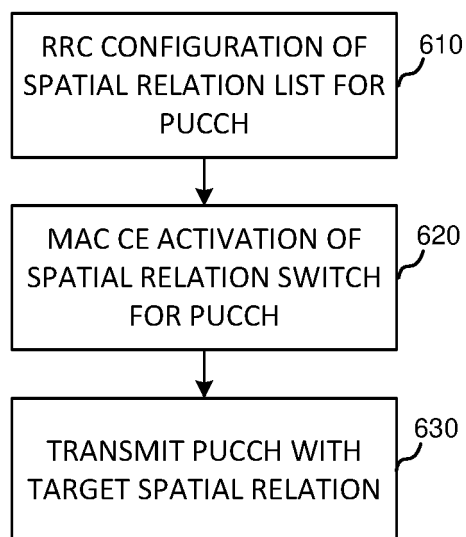 RRC CONFIGURATION OF
SPATIAL RELATION LIST FOR
PUCCH
610
MAC CE ACTIVATION OF
SPATIAL RELATION SWITCH
FOR PUCCH
620
TRANSMIT PUCCH WITH
TARGET SPATIAL RELATION
630